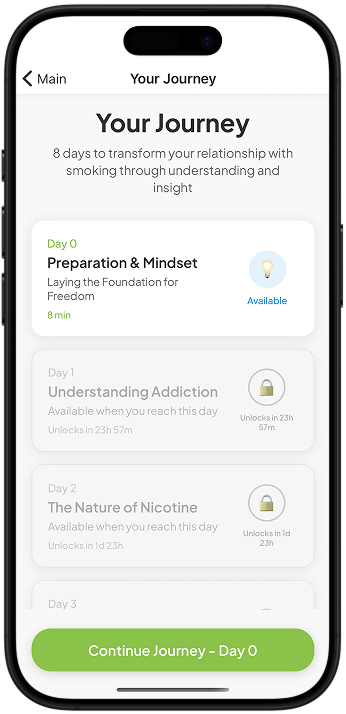 Main
Your Journey
Your Journey
8 days to transform your relationship with
smoking through understanding and
insight
Day 0
Preparation & Mindset
Laying the Foundation for
Freedom
8 min
Available
Day 1
Understanding Addiction
Available when you reach this day
Unlocks in 23h 57m
Unlocks in 23h
57m
Day 2
The Nature of Nicotine
Available when you reach this day
Unlocks in 1d 23h
Unlocks in 1d
23h
Day 3
Continue Journey - Day 0